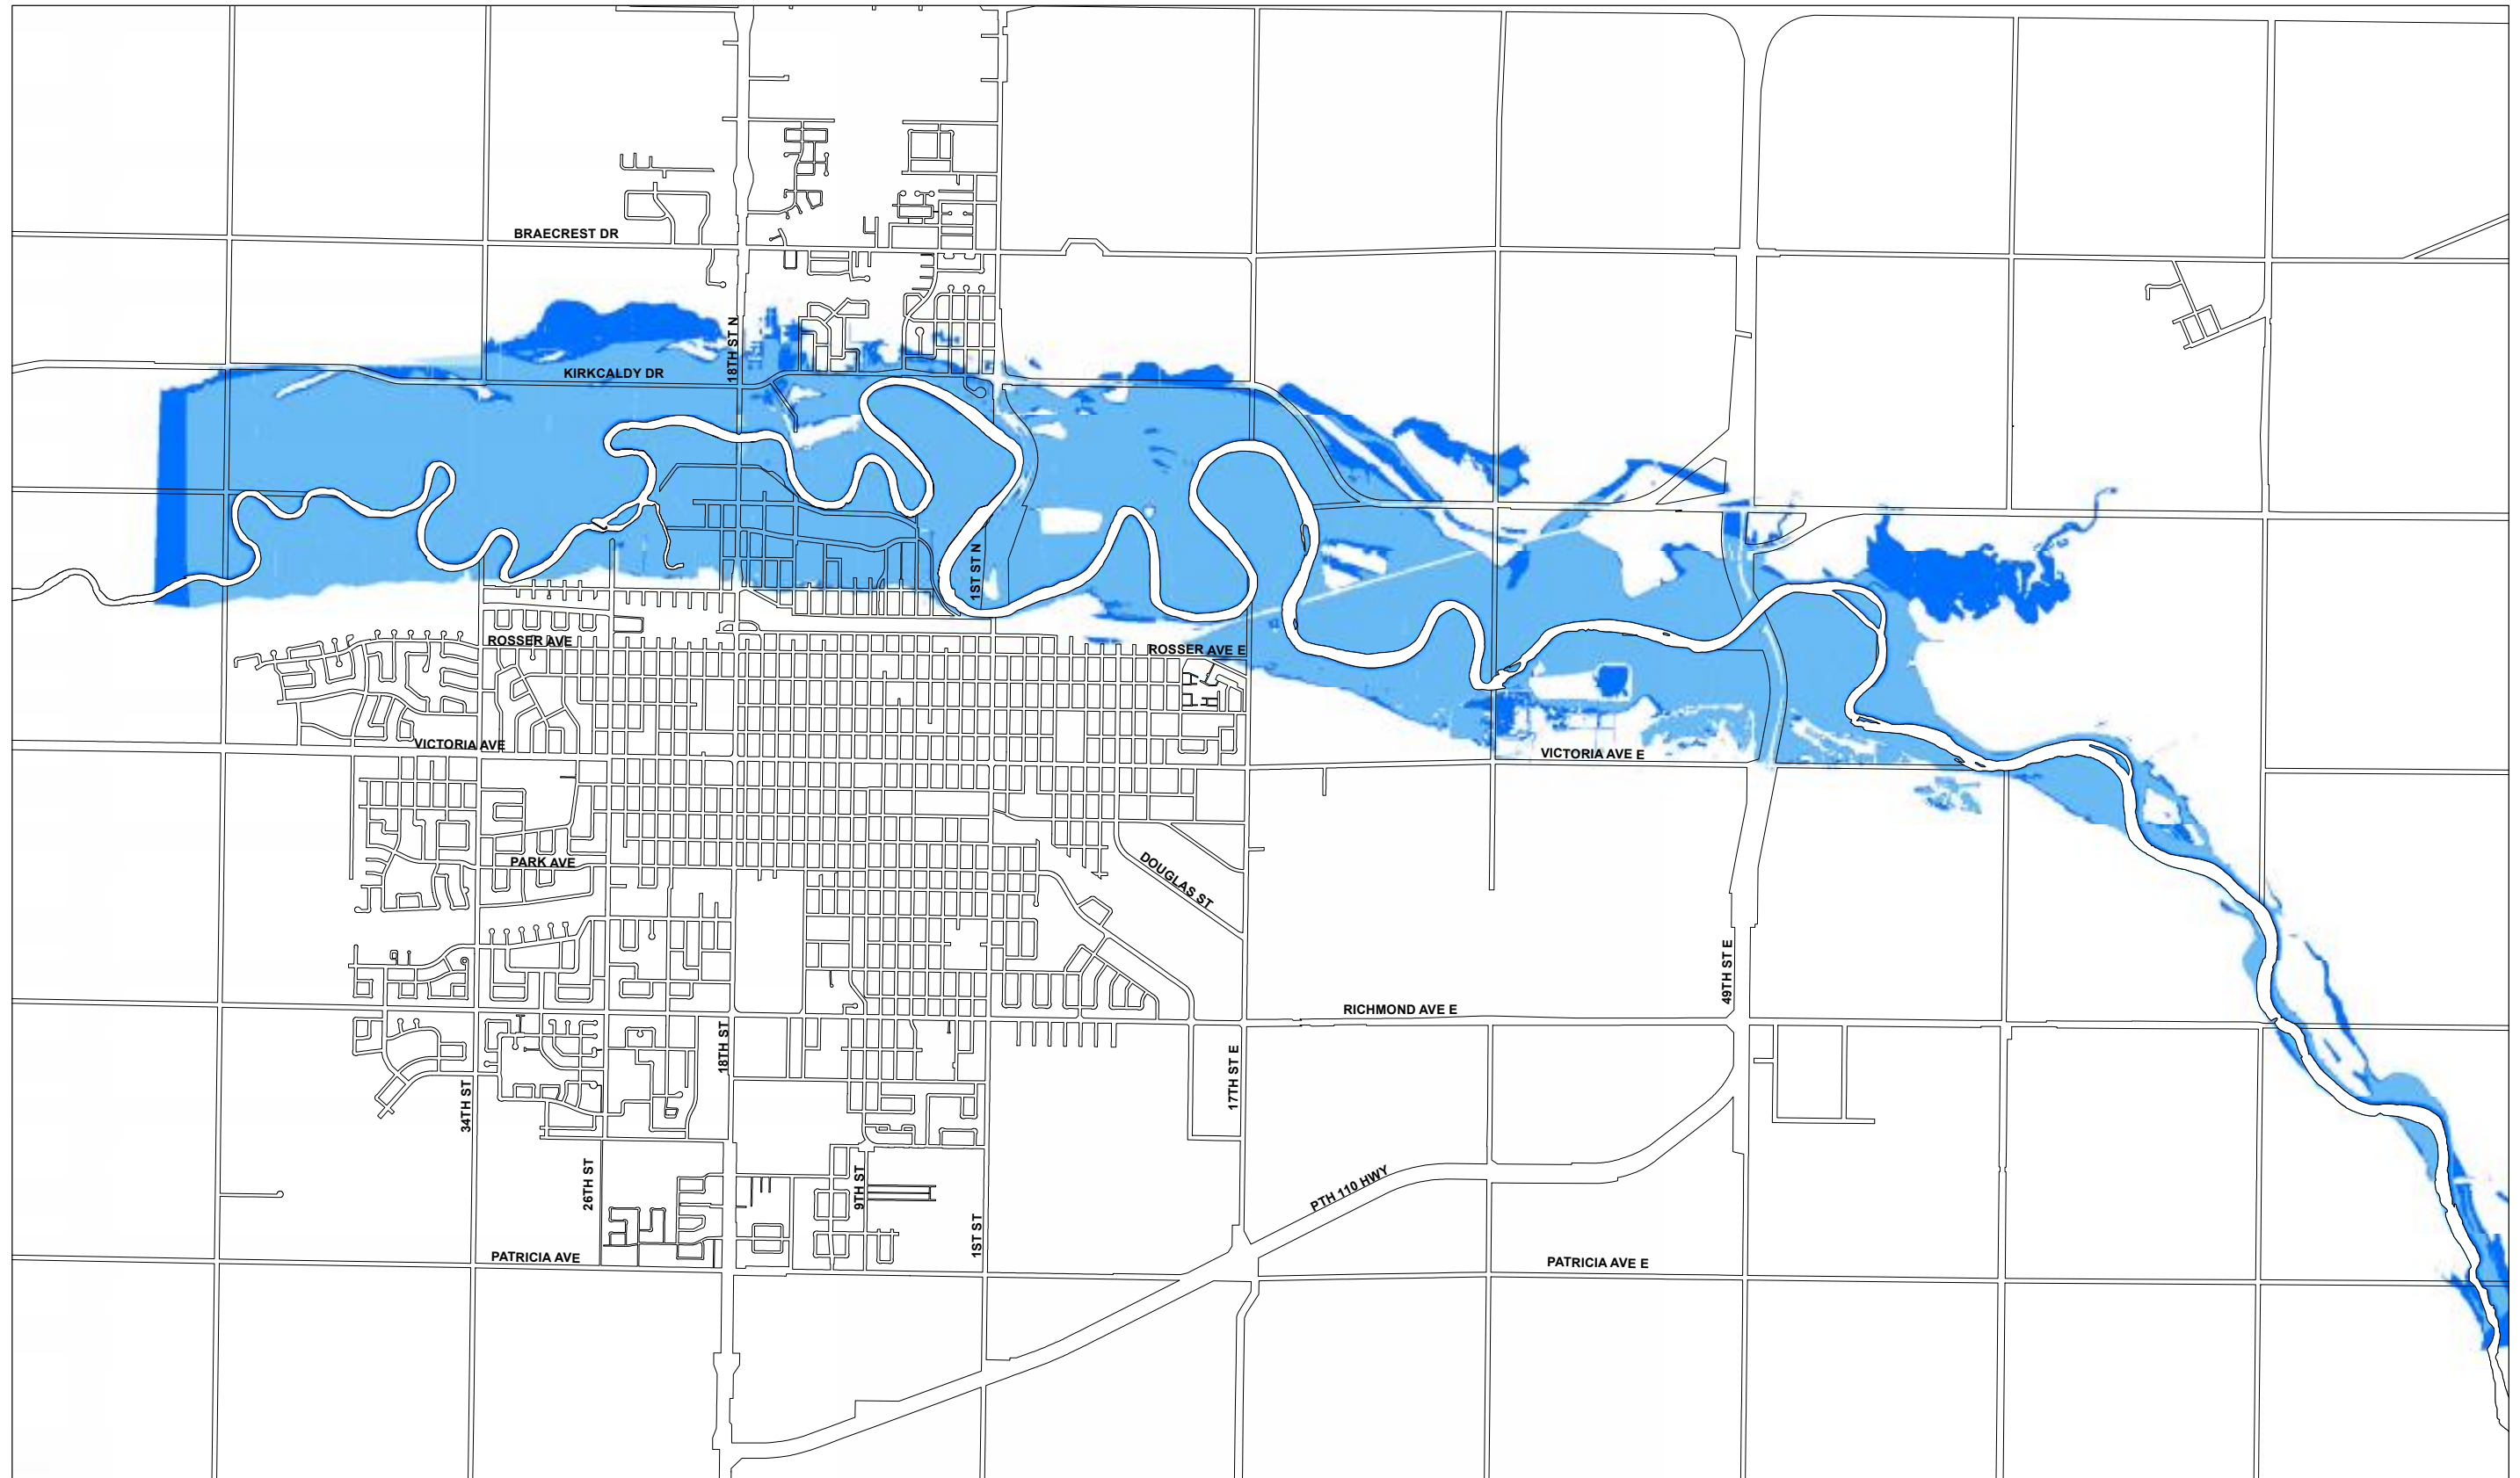 BRAECREST DR
18TH ST N
KIRKCALDY DR
1ST ST N
ROSSER AVE
ROSSER AVE E
VICTORIA AVE
VICTORIA AVE E
PARK AVE
DOUGLAS ST
49TH ST E
RICHMOND AVE E
18TH ST
17TH ST E
34TH ST
26TH ST
9TH ST
PTH 110 HWY
1ST ST
PATRICIA AVE
PATRICIA AVE E